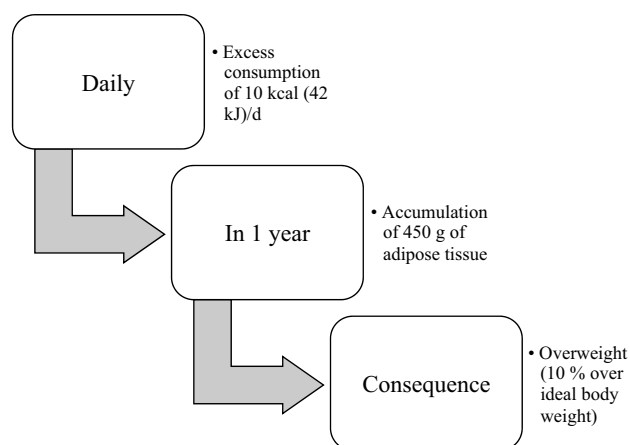 Daily
• Excess
consumption
of 10 kcal (42
kJ)/d
In 1 year
• Accumulation
of 450 g of
adipose tissue
Consequence
• Overweight
(10 % over
ideal body
weight)